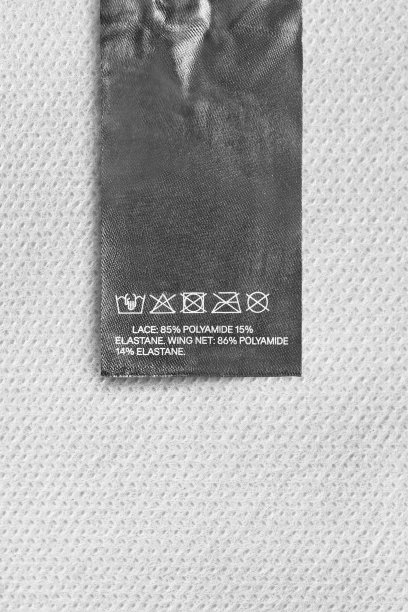 LACE: 85% POLYAMIDE 15%
ELASTANE. WING NET: 86% POLYAMIDE
14% ELASTANE.